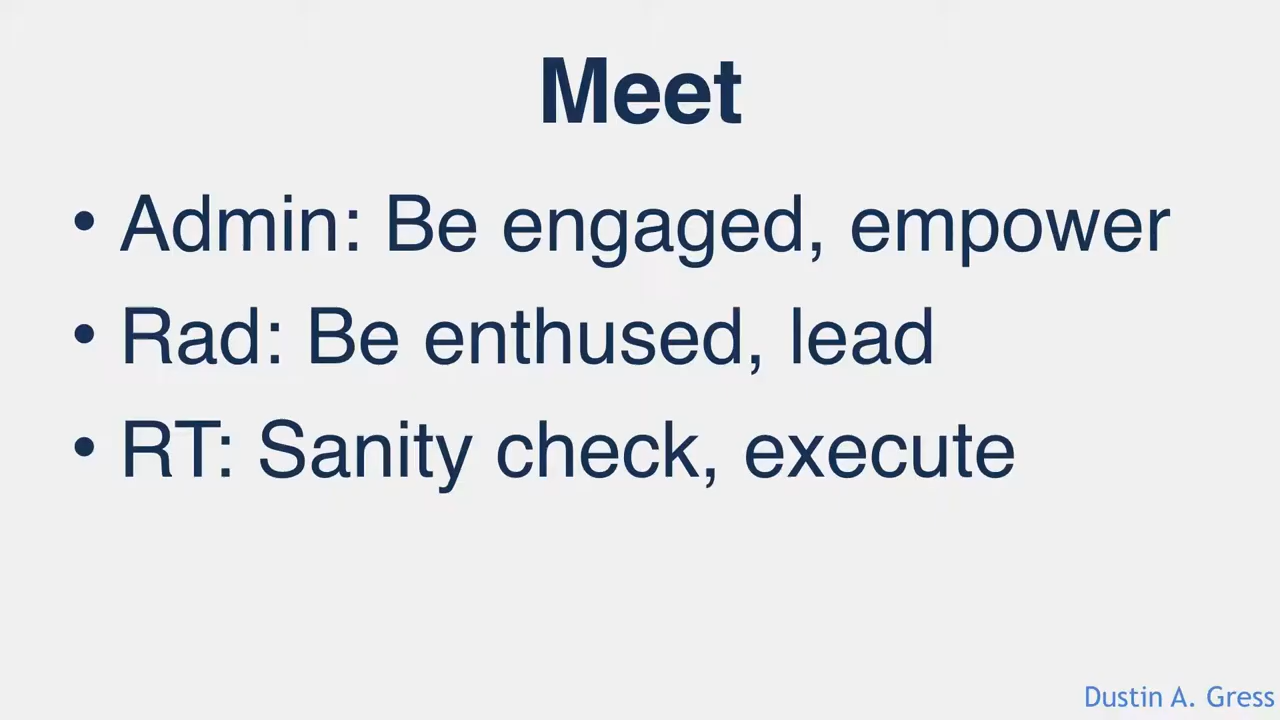 Meet
• Admin: Be engaged, empower
• Rad: Be enthused, lead
• RT: Sanity check, execute
Dustin A. Gress